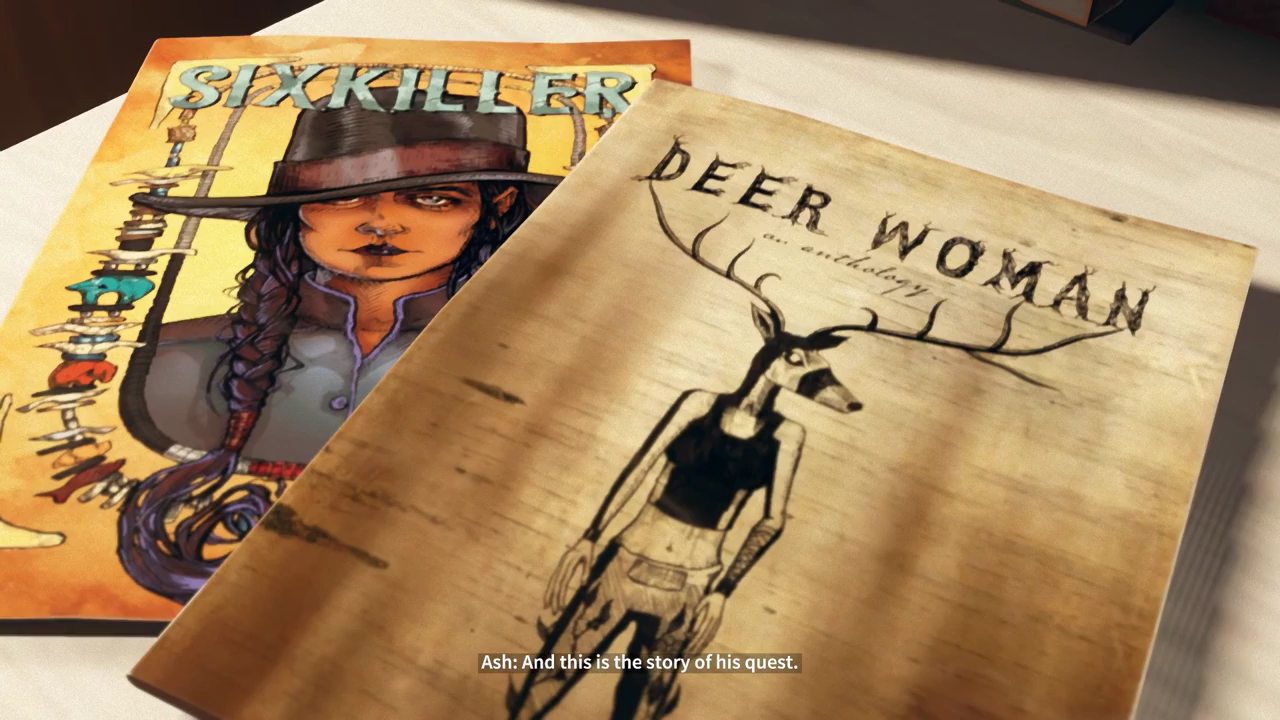 SIXKILLER
DEER WOMAN
an anthology
Ash: And this is the story of his quest.